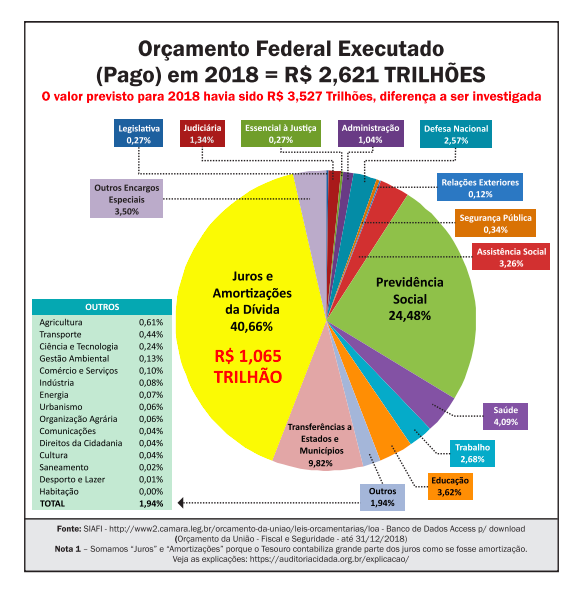 Orçamento Federal Executado
(Pago) em 2018 = R$ 2,621 TRILHÕES
O valor previsto para 2018 havia sido R$ 3,527 Trilhões, diferença a ser investigada
Legislativa
0,27%
Judiciária
1,34%
Essencial à Justiça
0,27%
Administração
1,04%
Defesa Nacional
2,57%
Outros Encargos
Especiais
3,50%
Relações Exteriores
0,12%
Segurança Pública
0,34%
Assistência Social
3,26%
Juros e
Amortizações
da Dívida
40,66%
R$ 1,065
TRILHÃO
Previdência
Social
24,48%
Saúde
4,09%
Trabalho
2,68%
Educação
3,62%
Outros
1,94%
Transferências a
Estados e
Municípios
9,82%
OUTROS
Agricultura 0,61%
Transporte 0,44%
Ciência e Tecnologia 0,24%
Gestão Ambiental 0,13%
Comércio e Serviços 0,10%
Indústria 0,08%
Energia 0,07%
Urbanismo 0,06%
Organização Agrária 0,06%
Comunicações 0,04%
Direitos da Cidadania 0,04%
Cultura 0,04%
Saneamento 0,02%
Desporto e Lazer 0,01%
Habitação 0,00%
TOTAL 1,94%
Fonte: SIAFI - http://www2.camara.leg.br/orcamento-da-uniao/leis-orcamentarias/loa - Banco de Dados Access p/ download
(Orçamento da União - Fiscal e Seguridade - até 31/12/2018)
Nota 1 – Somamos "Juros" e "Amortizações" porque o Tesouro contabiliza grande parte dos juros como se fosse amortização.
Veja as explicações: https://auditoriacidada.org.br/explicacao/